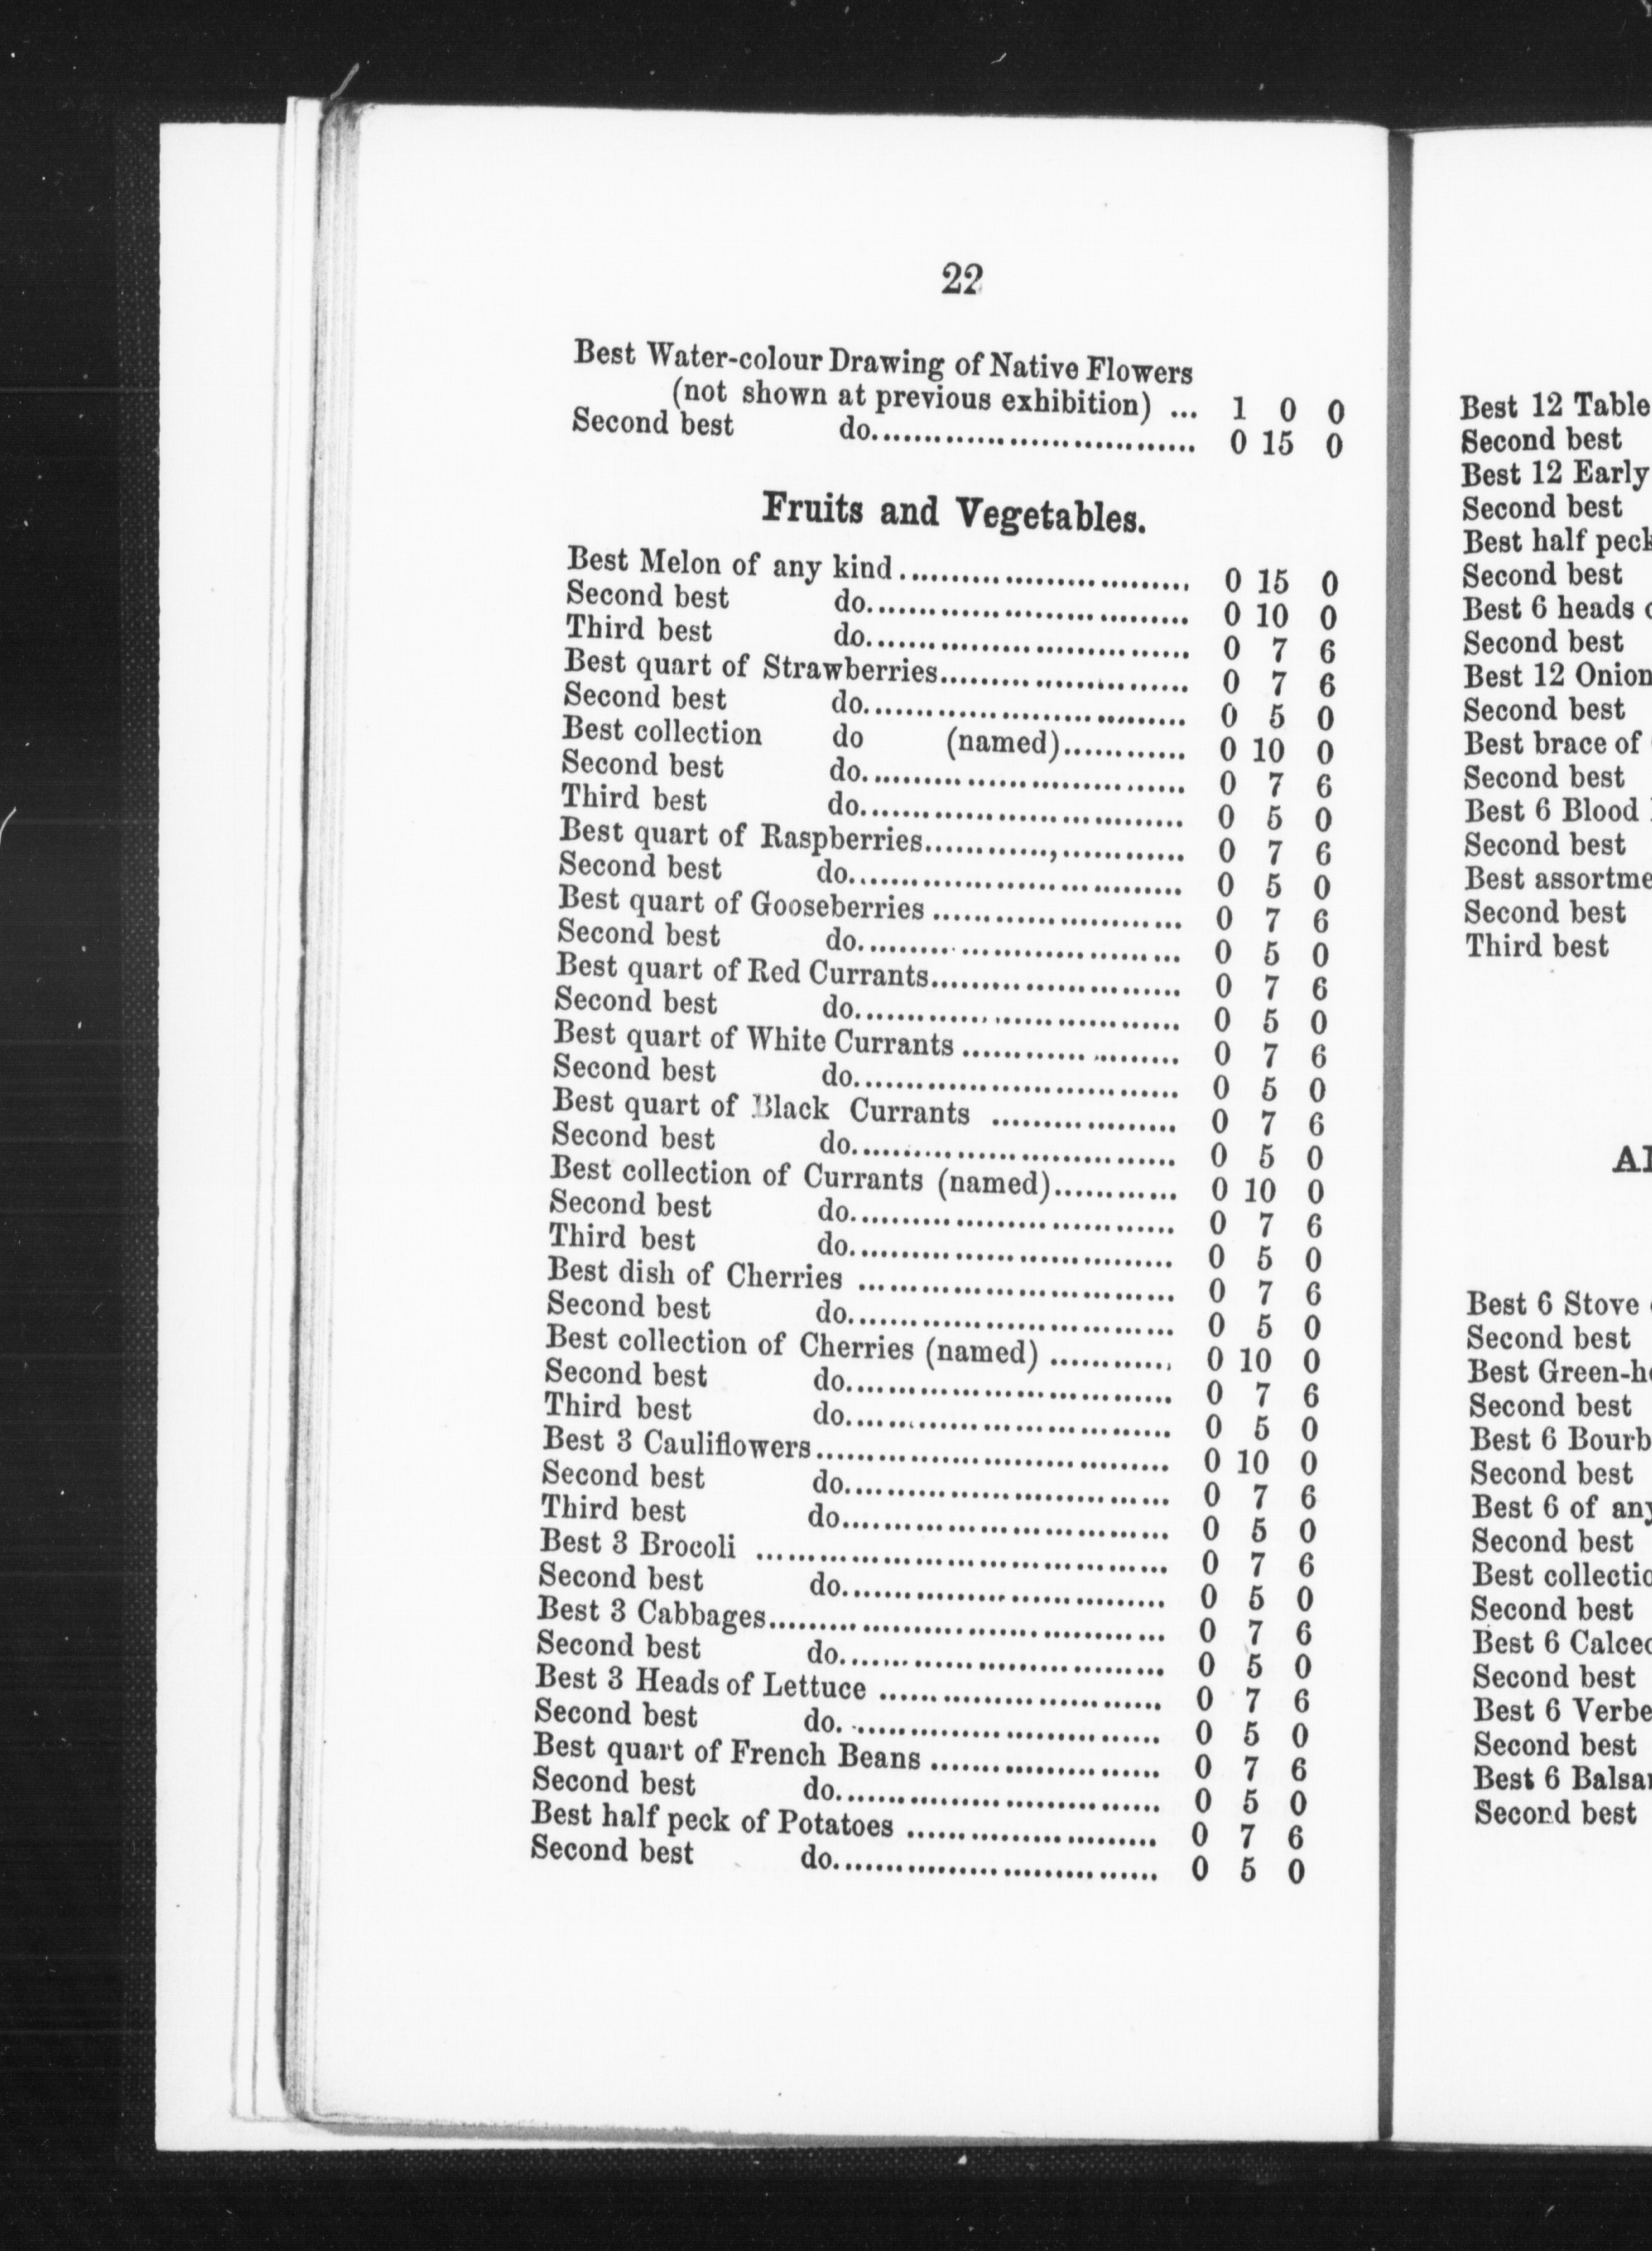 22
Best Water-colour Drawing of Native Flowers
(not shown at previous exhibition) ... 1 0 0
Second best do. 0 15 0
Fruits and Vegetables.
Best Melon of any kind 0 15 0
Second best do. 0 10 0
Third best do. 0 7 6
Best quart of Strawberries 0 7 6
Second best do. 0 5 0
Best collection do (named) 0 10 0
Second best do. 0 7 6
Third best do. 0 5 0
Best quart of Raspberries 0 7 6
Second best do. 0 5 0
Best quart of Gooseberries 0 7 6
Second best do. 0 5 0
Best quart of Red Currants 0 7 6
Second best do. 0 5 0
Best quart of White Currants 0 7 6
Second best do. 0 5 0
Best quart of Black Currants 0 7 6
Second best do. 0 5 0
Best collection of Currants (named) 0 10 0
Second best do. 0 7 6
Third best do. 0 5 0
Best dish of Cherries 0 7 6
Second best do. 0 5 0
Best collection of Cherries (named) 0 10 0
Second best do. 0 7 6
Third best do. 0 5 0
Best 3 Cauliflowers 0 10 0
Second best do. 0 7 6
Third best do. 0 5 0
Best 3 Brocoli 0 7 6
Second best do. 0 5 0
Best 3 Cabbages 0 7 6
Second best do. 0 5 0
Best 3 Heads of Lettuce 0 7 6
Second best do. 0 5 0
Best quart of French Beans 0 7 6
Second best do. 0 5 0
Best half peck of Potatoes 0 7 6
Second best do. 0 5 0
Best 12 Table
Second best
Best 12 Early
Second best
Best half peck
Second best
Best 6 heads
Second best
Best 12 Onion
Second best
Best brace of
Second best
Best 6 Blood
Second best
Best assortme
Second best
Third best
Best 6 Stove
Second best
Best Green-h
Second best
Best 6 Bourb
Second best
Best 6 of any
Second best
Best collectio
Second best
Best 6 Calceo
Second best
Best 6 Verbe
Second best
Best 6 Balsa
Second best